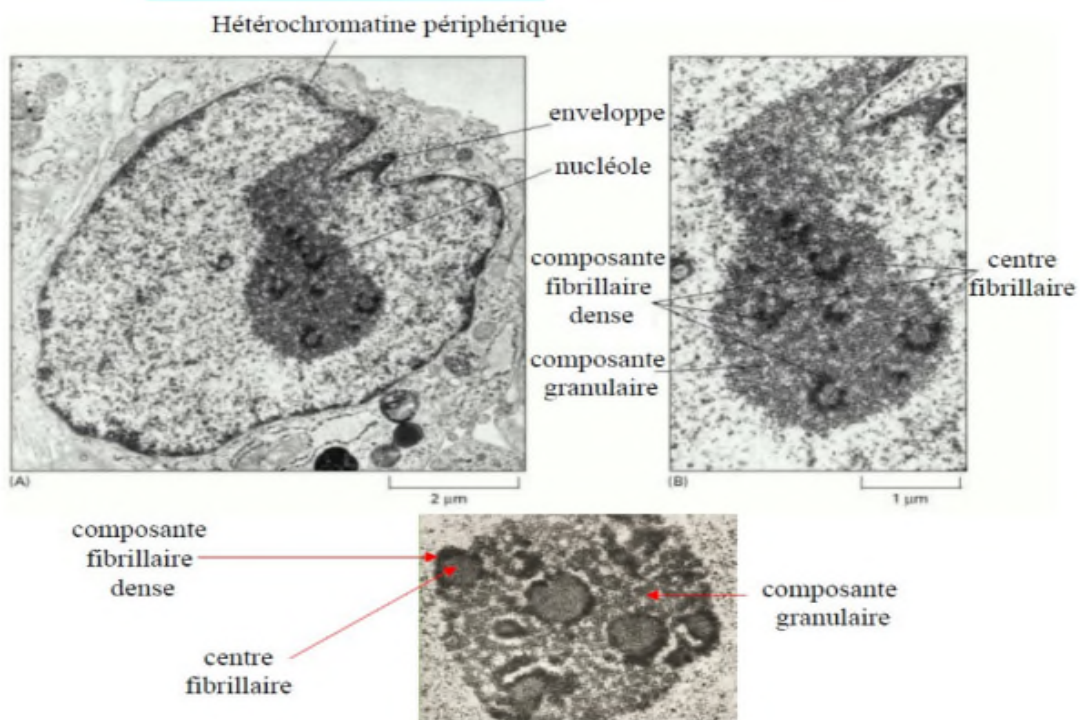 Hétérochromatine périphérique
enveloppe
nucléole
composante
fibrillaire
dense
composante
granulaire
centre
fibrillaire
(A)
2 µm
(B)
1 µm
composante
fibrillaire
dense
centre
fibrillaire
composante
granulaire